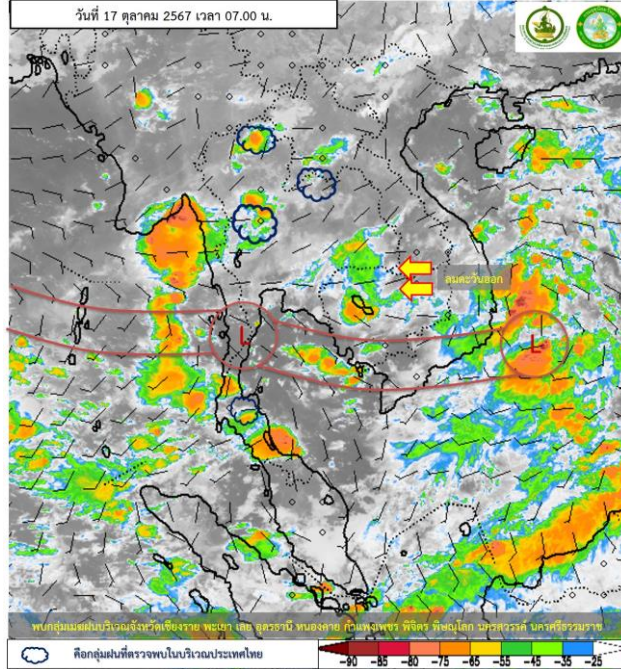 วันที่ 17 ตุลาคม 2567 เวลา 07.00 น.
ลมตะวันออก
L
L
พบกลุ่มเมฆฝนบริเวณจังหวัดเชียงราย พะเยา เลย อุดรธานี หนองคาย กำแพงเพชร พิจิตร พิษณุโลก นครสวรรค์ นครศรีธรรมราช
คือกลุ่มฝนที่ตรวจพบในบริเวณประเทศไทย
-90 -85 -80 -75 -65 -55 -45 -35 -26